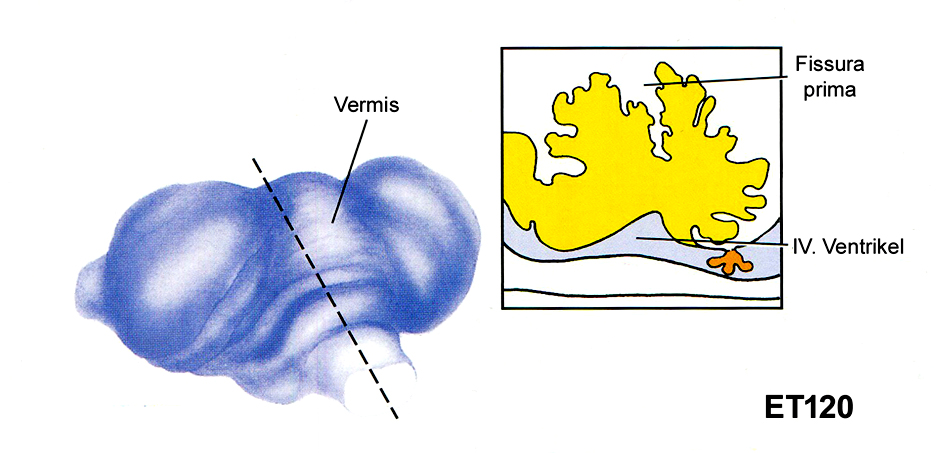 Vermis
Fissura
prima
IV. Ventrikel
ET120